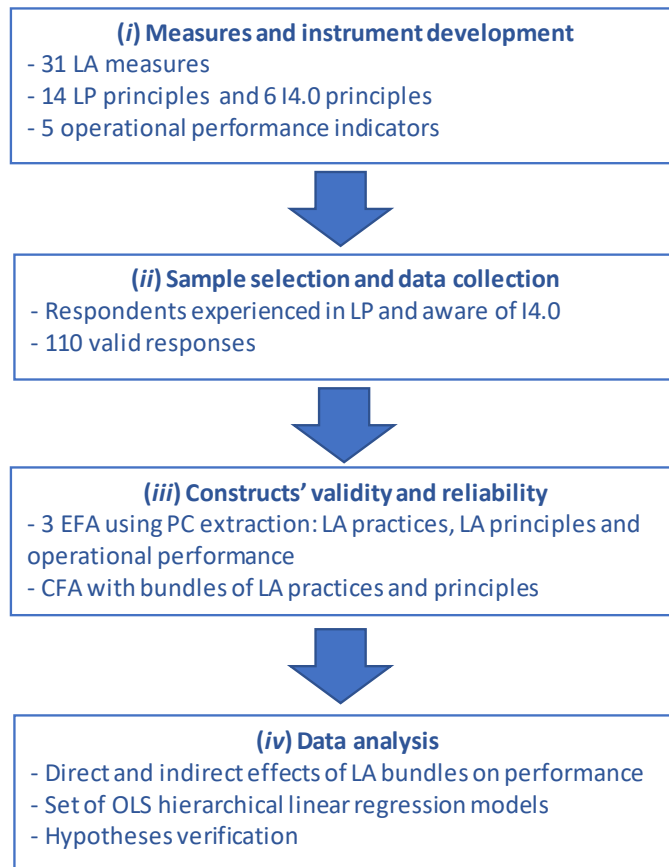 (i) Measures and instrument development
- 31 LA measures
- 14 LP principles and 6 I4.0 principles
- 5 operational performance indicators
(ii) Sample selection and data collection
- Respondents experienced in LP and aware of I4.0
- 110 valid responses
(iii) Constructs' validity and reliability
- 3 EFA using PC extraction: LA practices, LA principles and
operational performance
- CFA with bundles of LA practices and principles
(iv) Data analysis
- Direct and indirect effects of LA bundles on performance
- Set of OLS hierarchical linear regression models
- Hypotheses verification